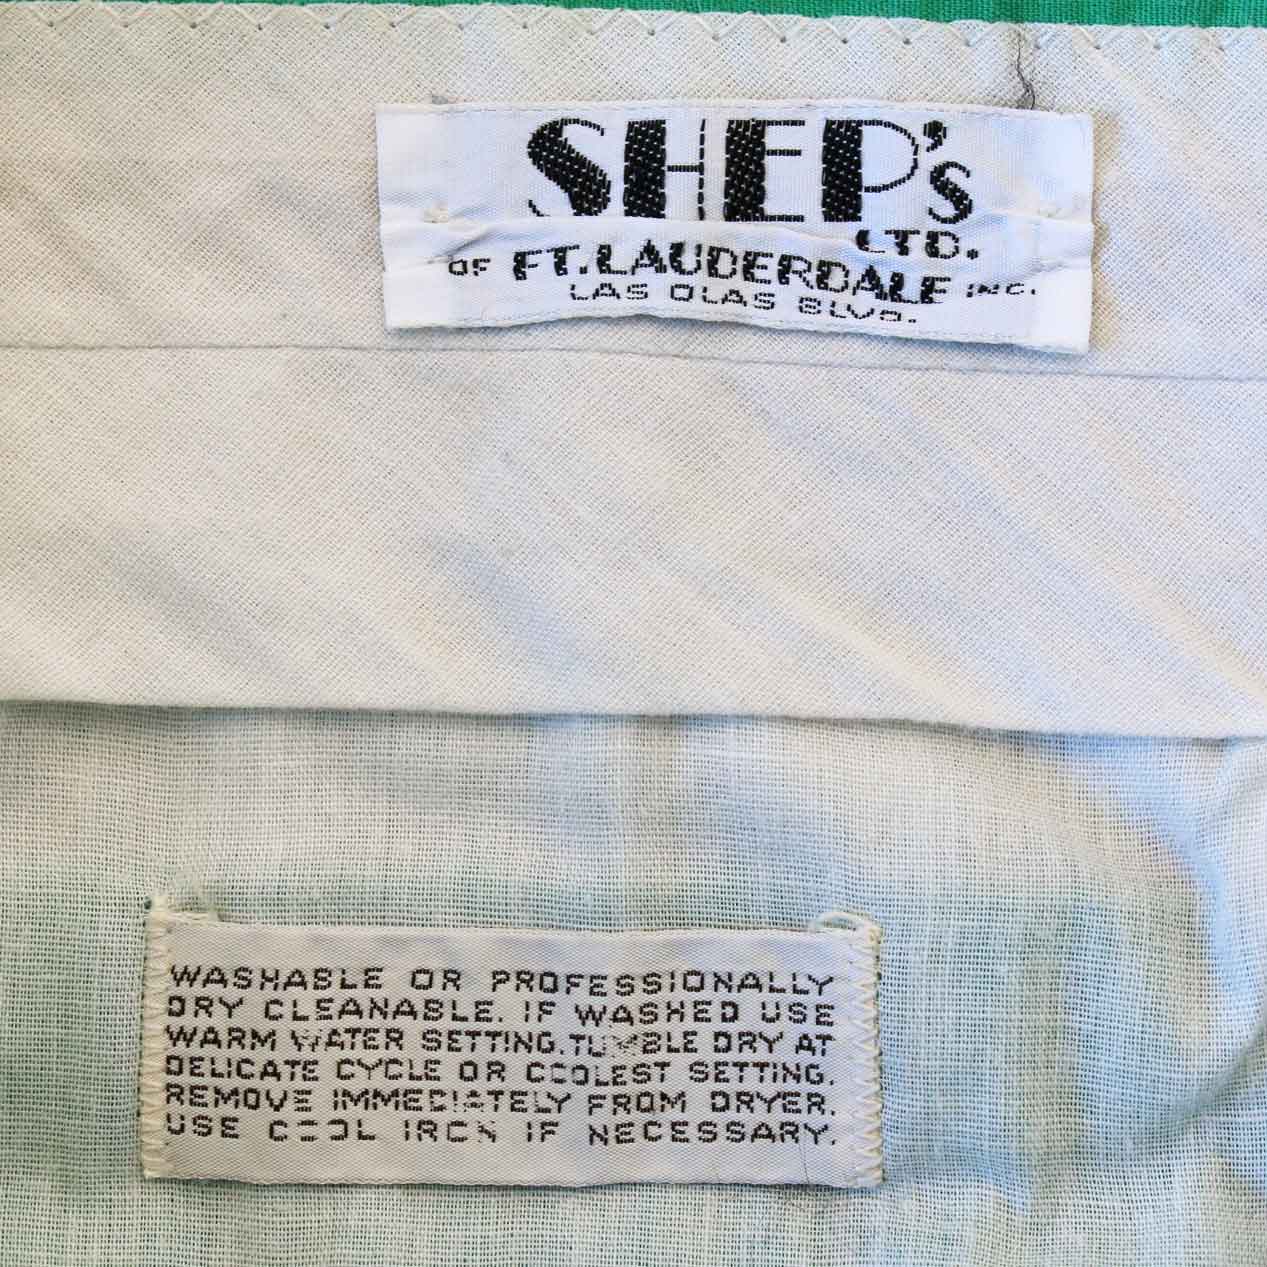 SHEP's
LTD.
OF FT. LAUDERDALE INC.
LAS OLAS BLVD.
WASHABLE OR PROFESSIONALLY
DRY CLEANABLE. IF WASHED USE
WARM WATER SETTING. TUMBLE DRY AT
DELICATE CYCLE OR COOLEST SETTING.
REMOVE IMMEDIATELY FROM DRYER.
USE COOL IRON IF NECESSARY.